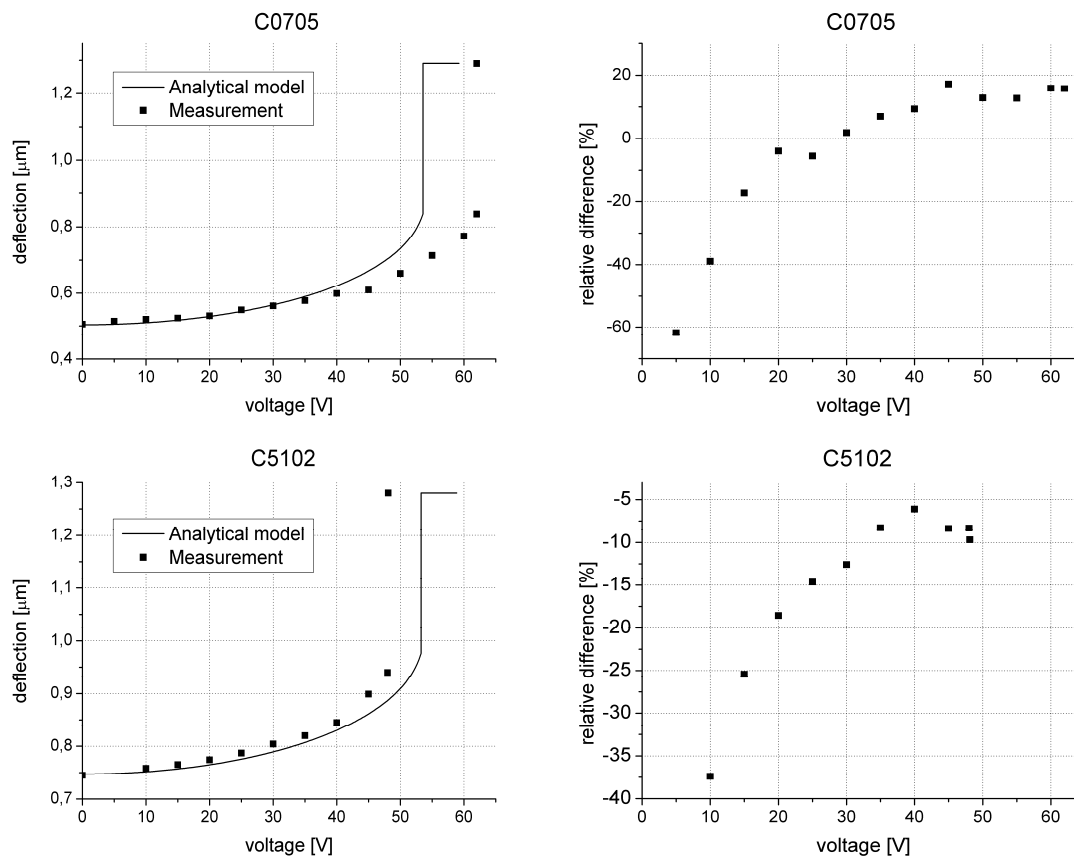 C0705
deflection [µm]
1,2
1,0
0,8
0,6
0,4
Analytical model
Measurement
0 10 20 30 40 50 60
voltage [V]
C0705
relative difference [%]
20
0
-20
-40
-60
0 10 20 30 40 50 60
voltage [V]
C5102
deflection [µm]
1,3
1,2
1,1
1,0
0,9
0,8
0,7
Analytical model
Measurement
0 10 20 30 40 50 60
voltage [V]
C5102
relative difference [%]
-5
-10
-15
-20
-25
-30
-35
-40
0 10 20 30 40 50 60
voltage [V]